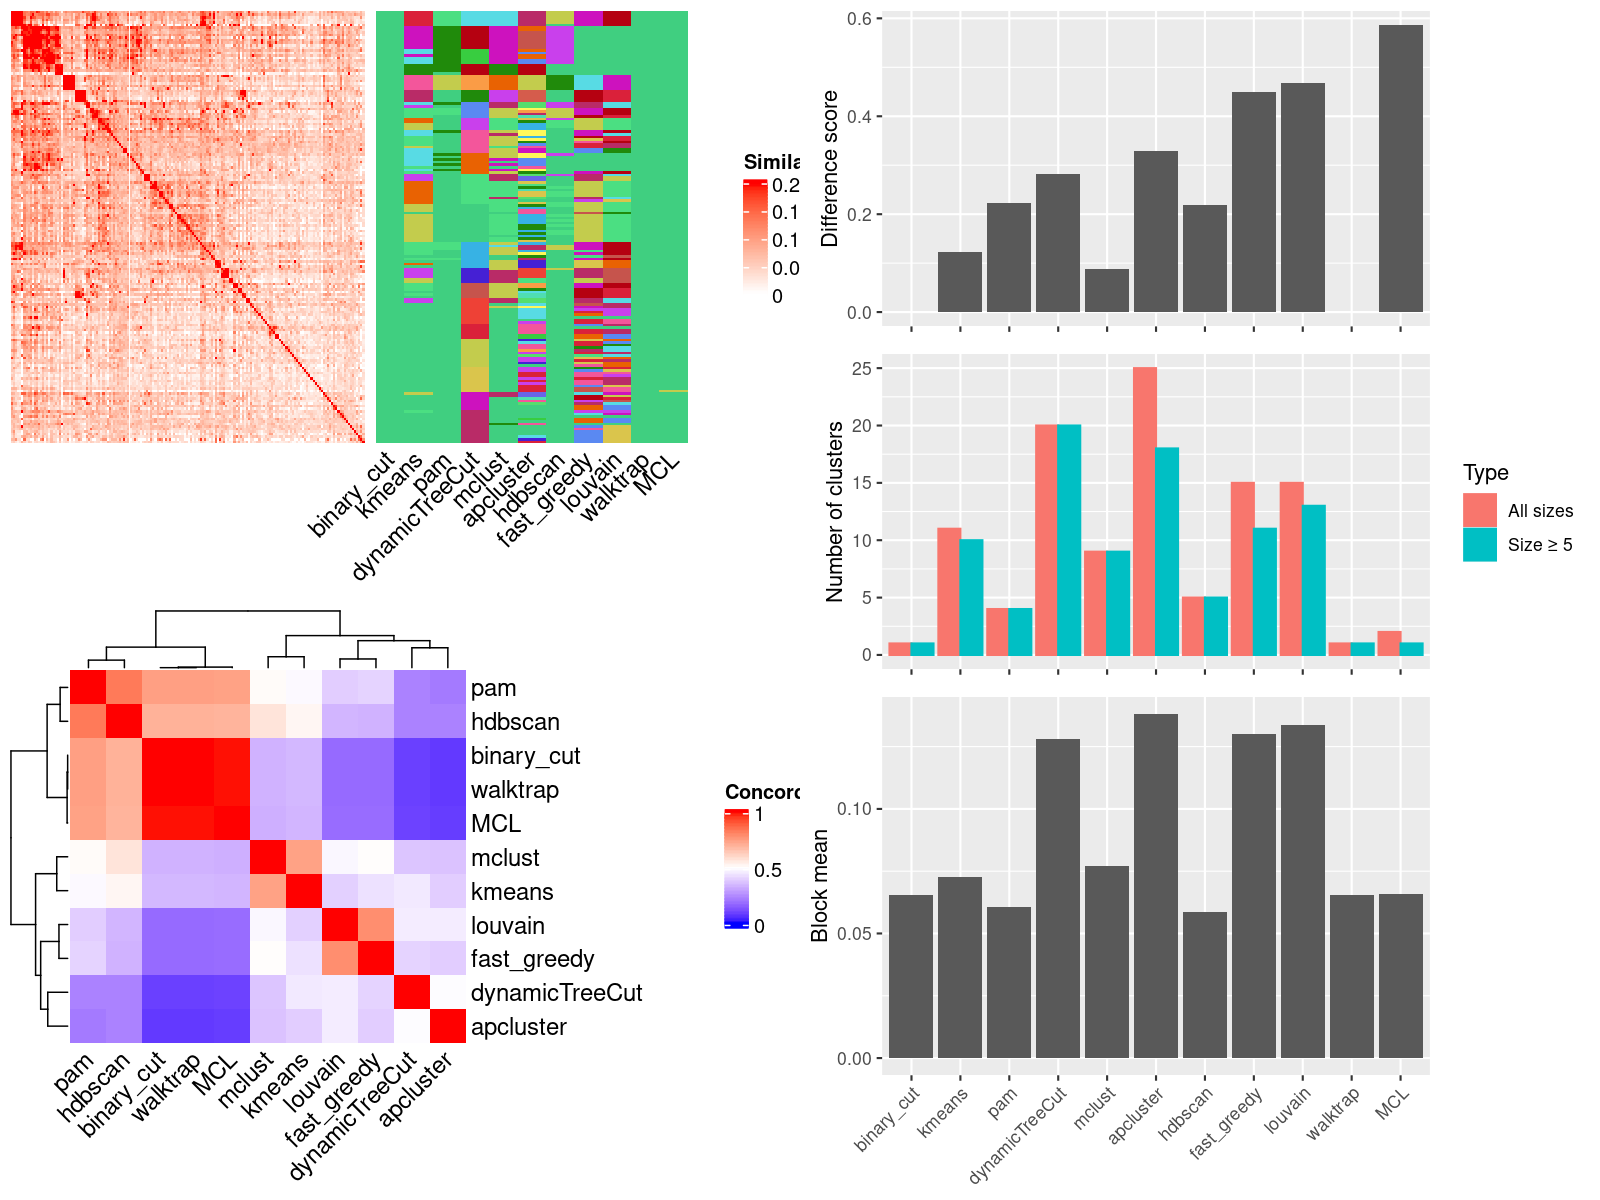 Simila
0.2
0.1
0.1
0.0
0
binary_cut
kmeans
pam
dynamicTreeCut
mclust
apcluster
hdbscan
fast_greedy
louvain
walktrap
MCL
pam
hdbscan
binary_cut
walktrap
MCL
mclust
kmeans
louvain
fast_greedy
dynamicTreeCut
apcluster
pam
hdbscan
binary_cut
walktrap
MCL
mclust
kmeans
louvain
fast_greedy
dynamicTreeCut
apcluster
Concord
1
0.5
0
Difference score
0.6
0.4
0.2
0.0
Number of clusters
25
20
15
10
5
0
Type
All sizes
Size ≥ 5
Block mean
0.10
0.05
0.00
binary_cut
kmeans
pam
dynamicTreeCut
mclust
apcluster
hdbscan
fast_greedy
louvain
walktrap
MCL